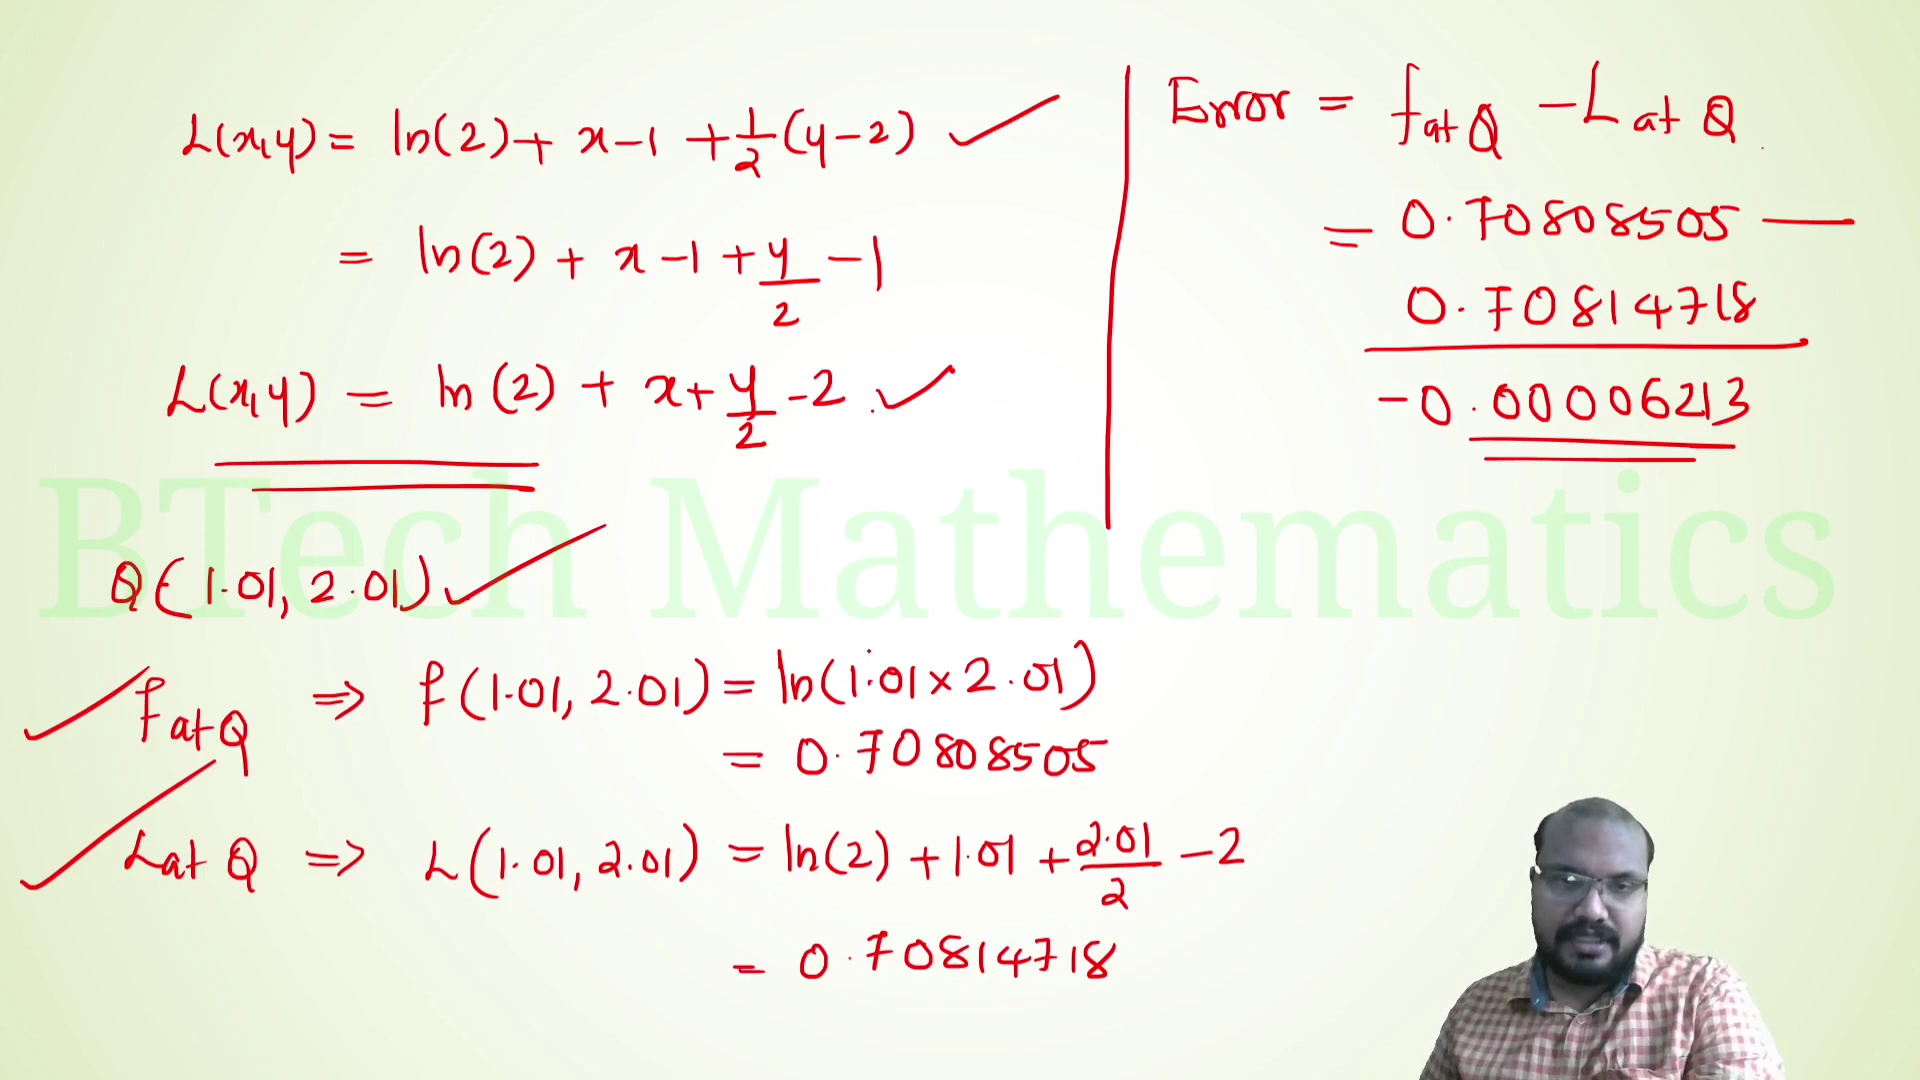 L(x,y) = ln(2) + x-1 + 1/2 (y-2)
= ln(2) + x-1 + y/2 - 1
L(x,y) = ln(2) + x + y/2 - 2
Q(1.01, 2.01)
f at Q ⇒ f(1.01, 2.01) = ln(1.01 × 2.01)
= 0.70808505
L at Q ⇒ L(1.01, 2.01) = ln(2) + 1.01 + 2.01/2 - 2
= 0.70814718
Error = f at Q - L at Q
= 0.70808505 —
0.70814718
-0.00006213
BTech Mathematics